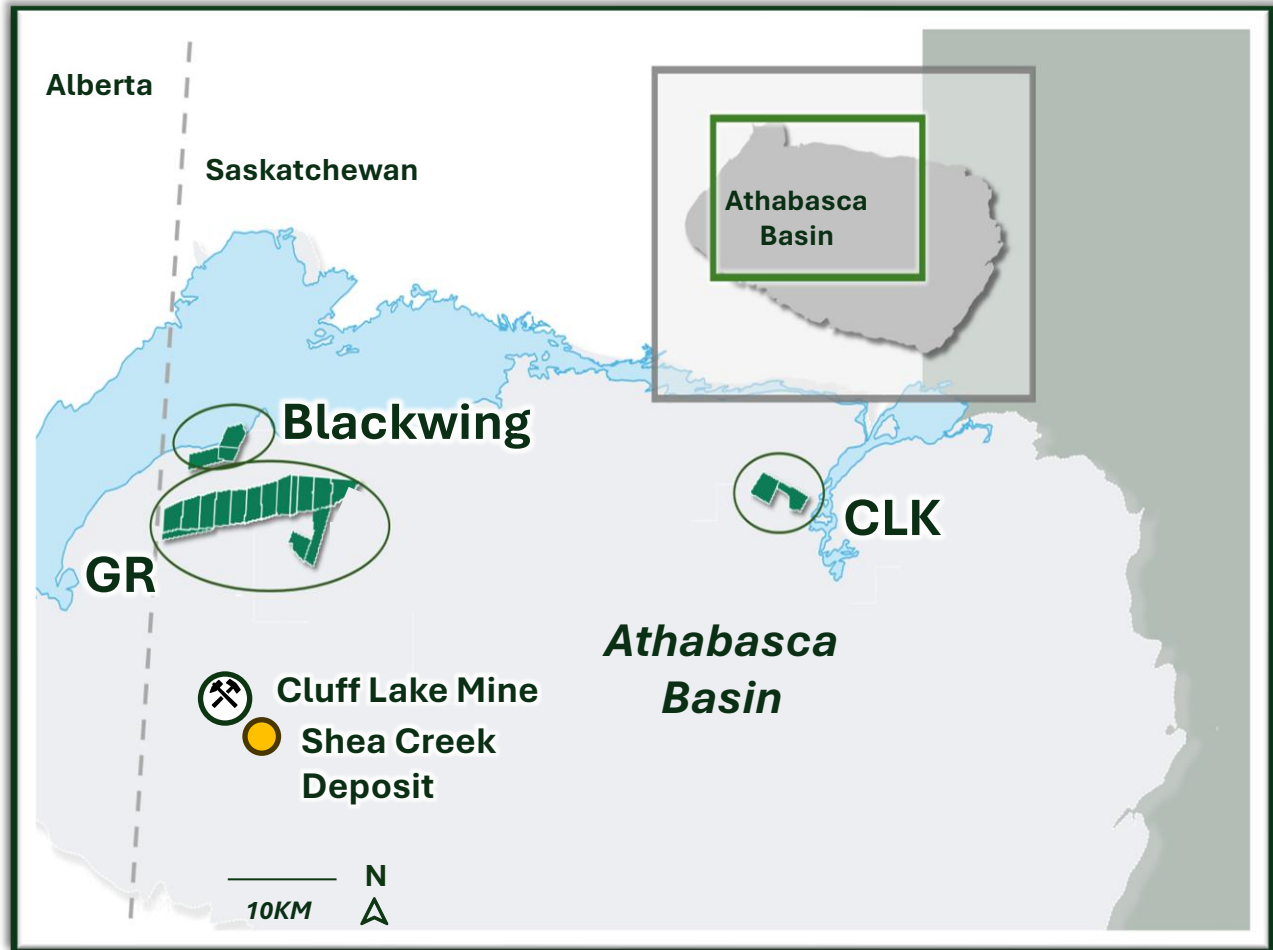 Alberta
Saskatchewan
Athabasca
Basin
Blackwing
CLK
GR
Athabasca
Basin
Cluff Lake Mine
Shea Creek
Deposit
N
10KM